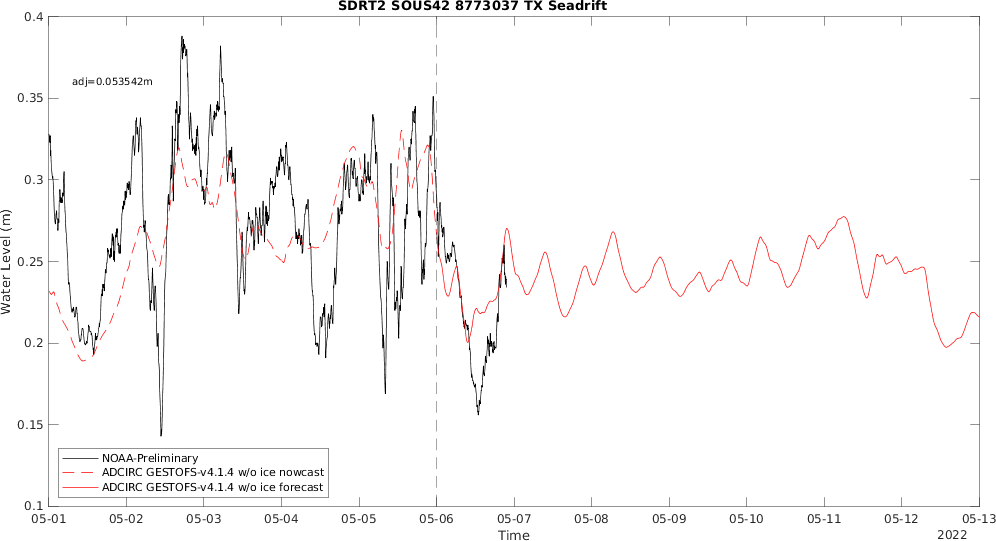 SDRT2 SOUS42 8773037 TX Seadrift
0.4
0.35
0.3
0.25
0.2
0.15
0.1
Water Level (m)
adj=0.053542m
NOAA-Preliminary
ADCIRC GESTOFS-v4.1.4 w/o ice nowcast
ADCIRC GESTOFS-v4.1.4 w/o ice forecast
05-01 05-02 05-03 05-04 05-05 05-06 05-07 05-08 05-09 05-10 05-11 05-12 05-13
Time
2022